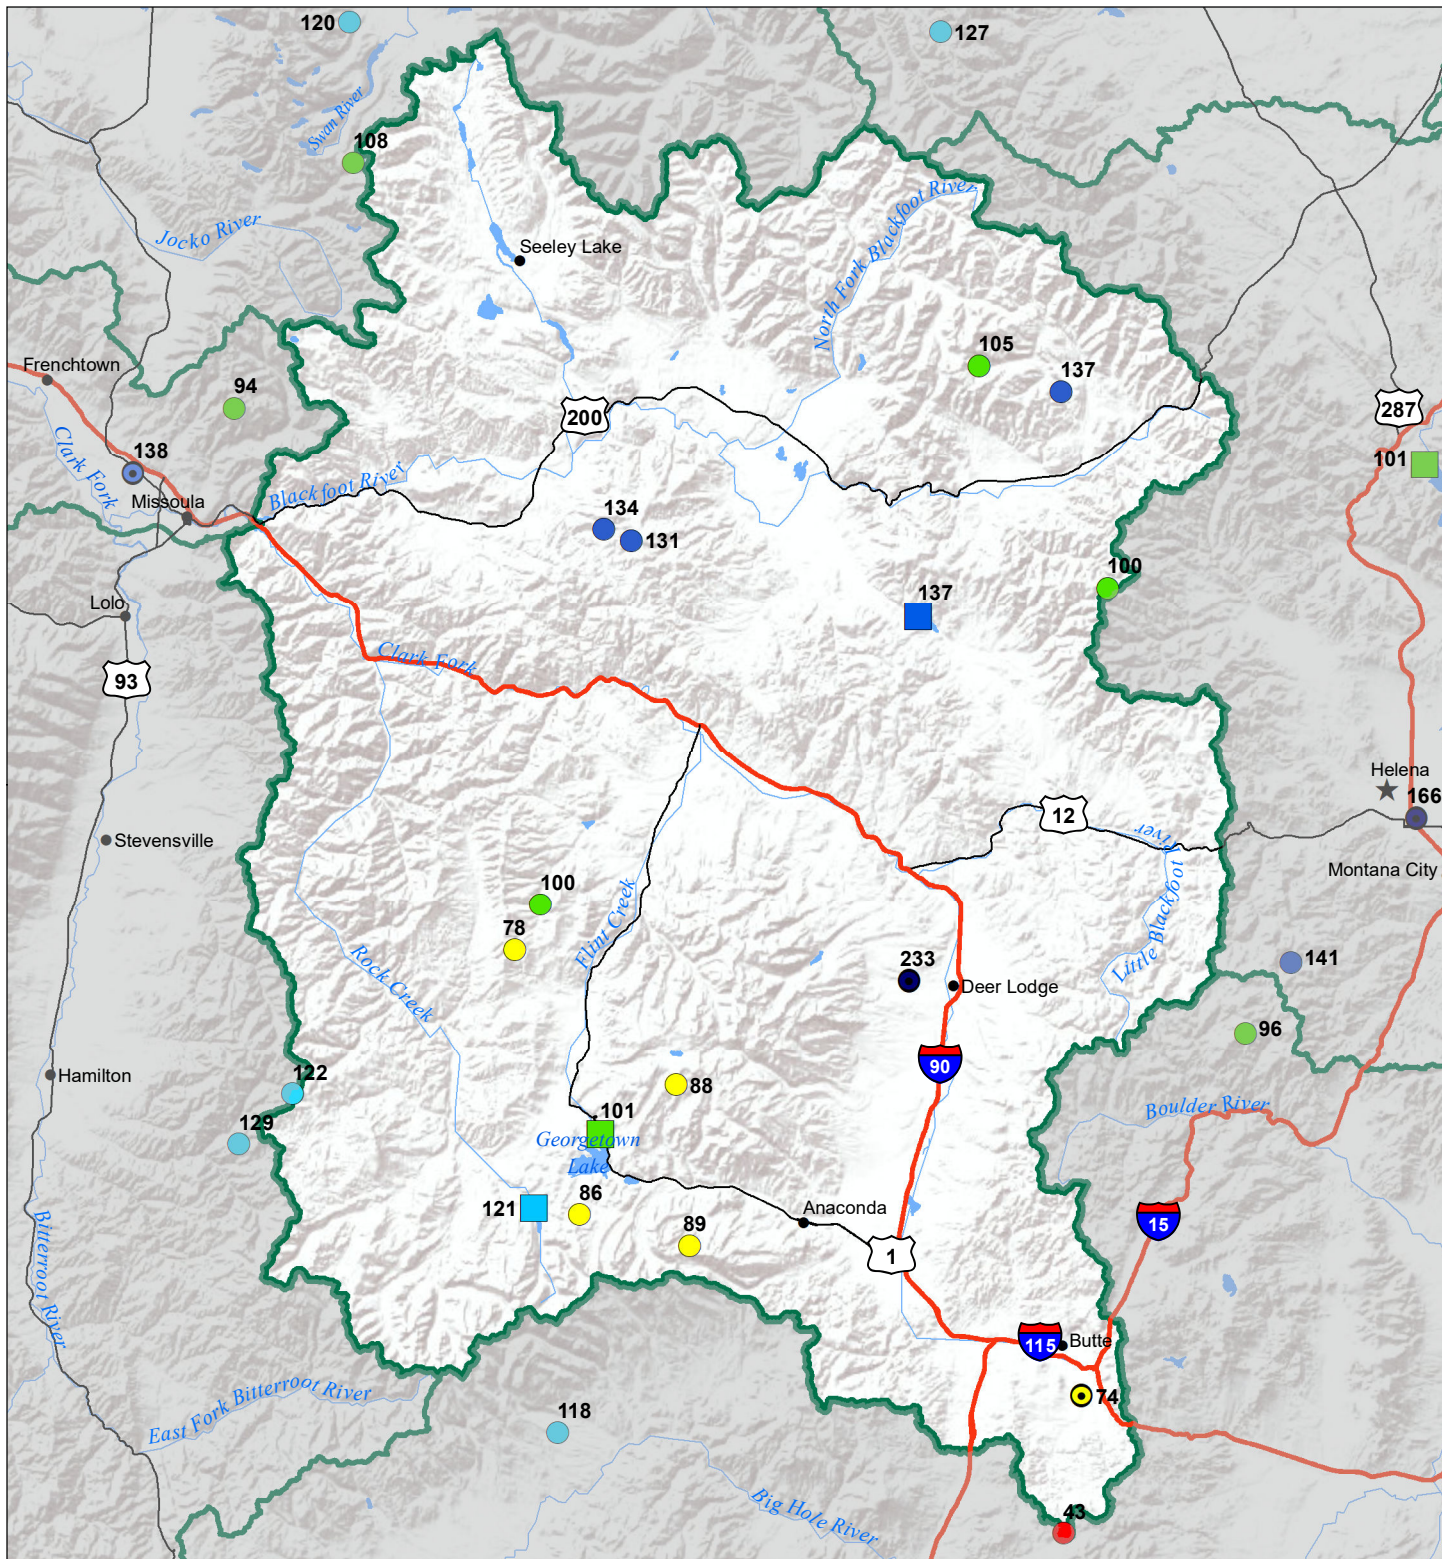 120
127
Swan River
108
Jocko River
North Fork Blackfoot River
Seeley Lake
Frenchtown
105
137
94
200
287
101
138
Clark Fork
Missoula
Blackfoot River
134
131
100
137
Lolo
93
Clark Fork
Helena
166
12
River
Stevensville
Montana City
100
78
Flint Creek
Little Blackfoot
Rock Creek
233
Deer Lodge
141
96
90
Hamilton
122
88
101
Boulder River
129
Georgetown
Lake
121
86
Anaconda
89
15
1
Bitterroot River
115
Butte
74
East Fork Bitterroot River
118
Big Hole River
43